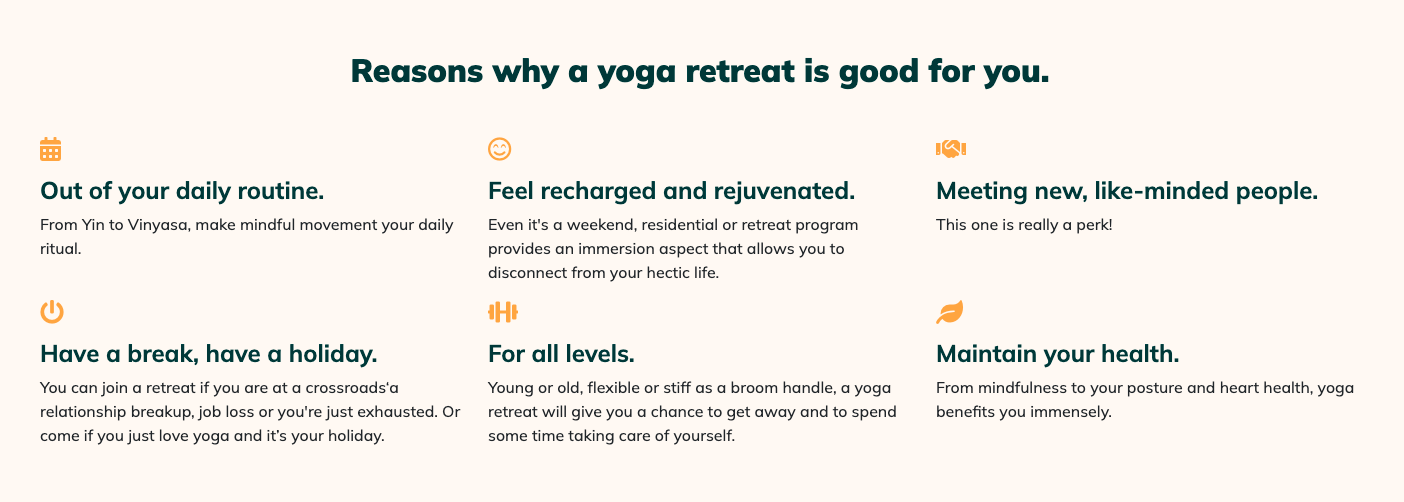 Reasons why a yoga retreat is good for you.
Out of your daily routine.
From Yin to Vinyasa, make mindful movement your daily
ritual.
Feel recharged and rejuvenated.
Even it's a weekend, residential or retreat program
provides an immersion aspect that allows you to
disconnect from your hectic life.
Meeting new, like-minded people.
This one is really a perk!
Have a break, have a holiday.
You can join a retreat if you are at a crossroads‘a
relationship breakup, job loss or you're just exhausted. Or
come if you just love yoga and it’s your holiday.
For all levels.
Young or old, flexible or stiff as a broom handle, a yoga
retreat will give you a chance to get away and to spend
some time taking care of yourself.
Maintain your health.
From mindfulness to your posture and heart health, yoga
benefits you immensely.